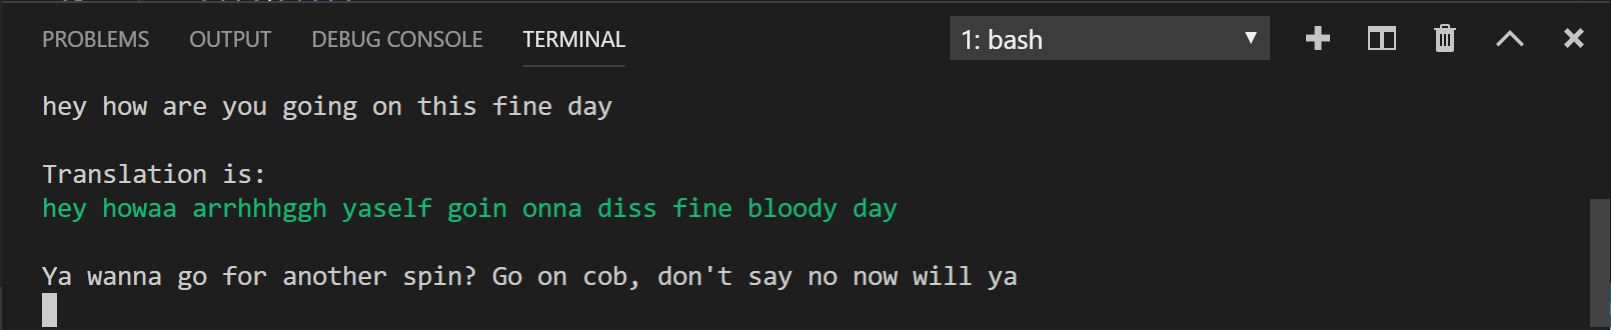 PROBLEMS OUTPUT DEBUG CONSOLE TERMINAL 1: bash
hey how are you going on this fine day
Translation is:
hey howaa arrhhhggh yaself goin onna diss fine bloody day
Ya wanna go for another spin? Go on cob, don't say no now will ya